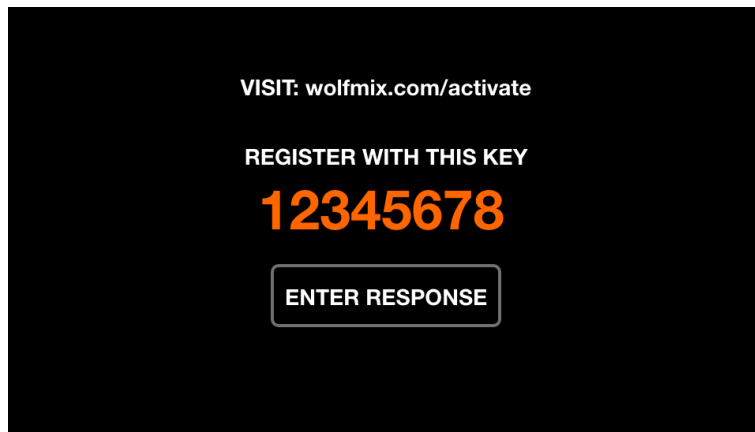 VISIT: wolfmix.com/activate
REGISTER WITH THIS KEY
12345678
ENTER RESPONSE